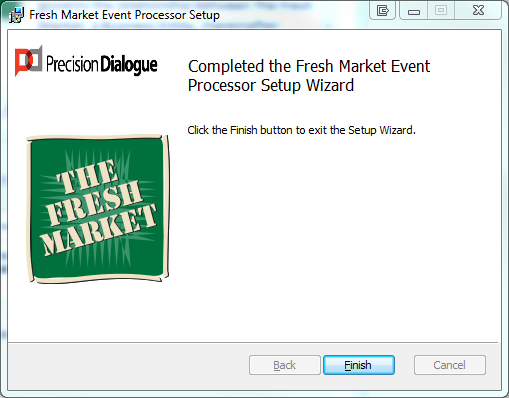 Fresh Market Event Processor Setup
Precision Dialogue
Completed the Fresh Market Event
Processor Setup Wizard
Click the Finish button to exit the Setup Wizard.
THE
FRESH
MARKET
Back
Finish
Cancel